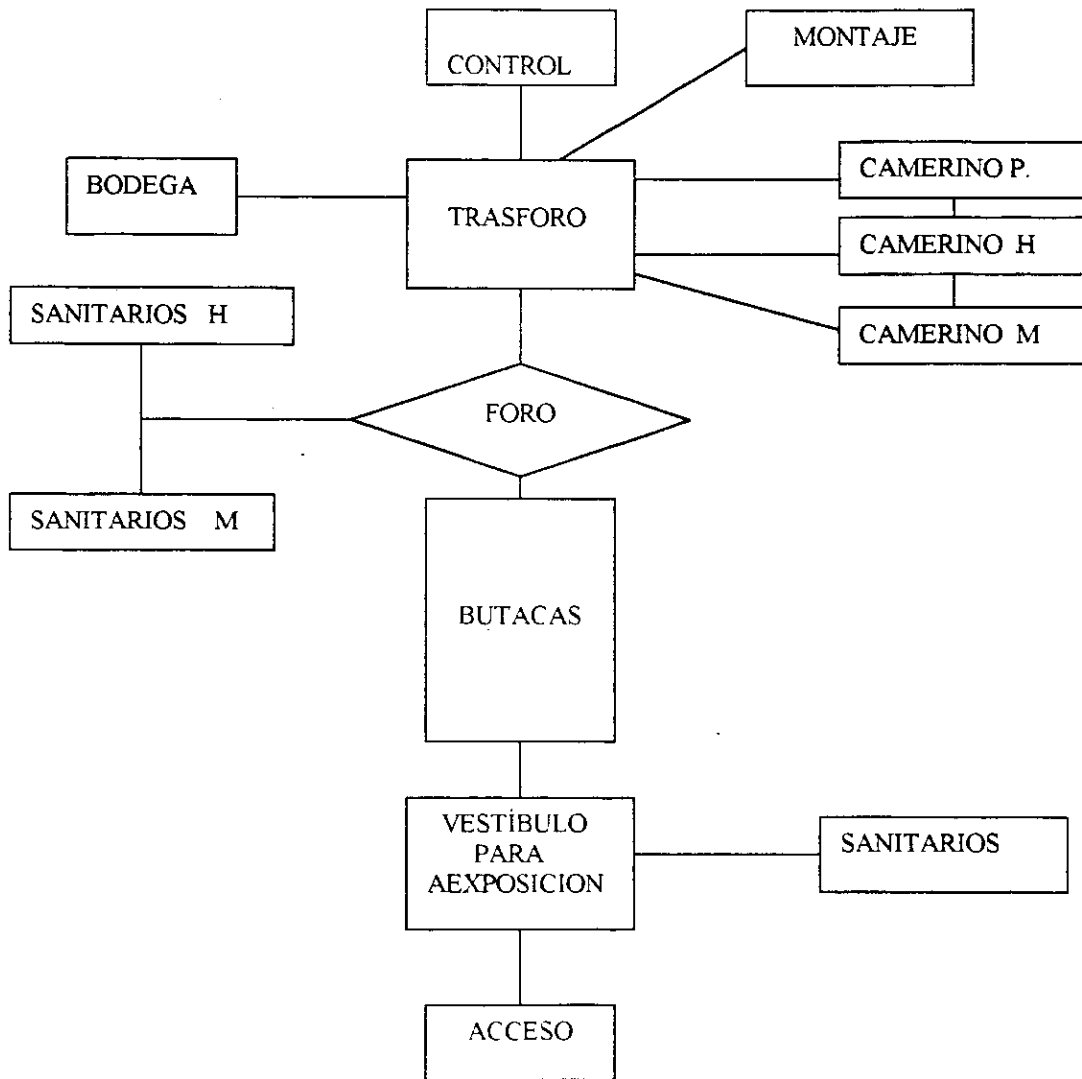 CONTROL
MONTAJE
BODEGA
TRASFORO
CAMERINO P.
CAMERINO H
CAMERINO M
SANITARIOS H
FORO
SANITARIOS M
BUTACAS
VESTÍBULO
PARA
AEXPOSICION
SANITARIOS
ACCESO